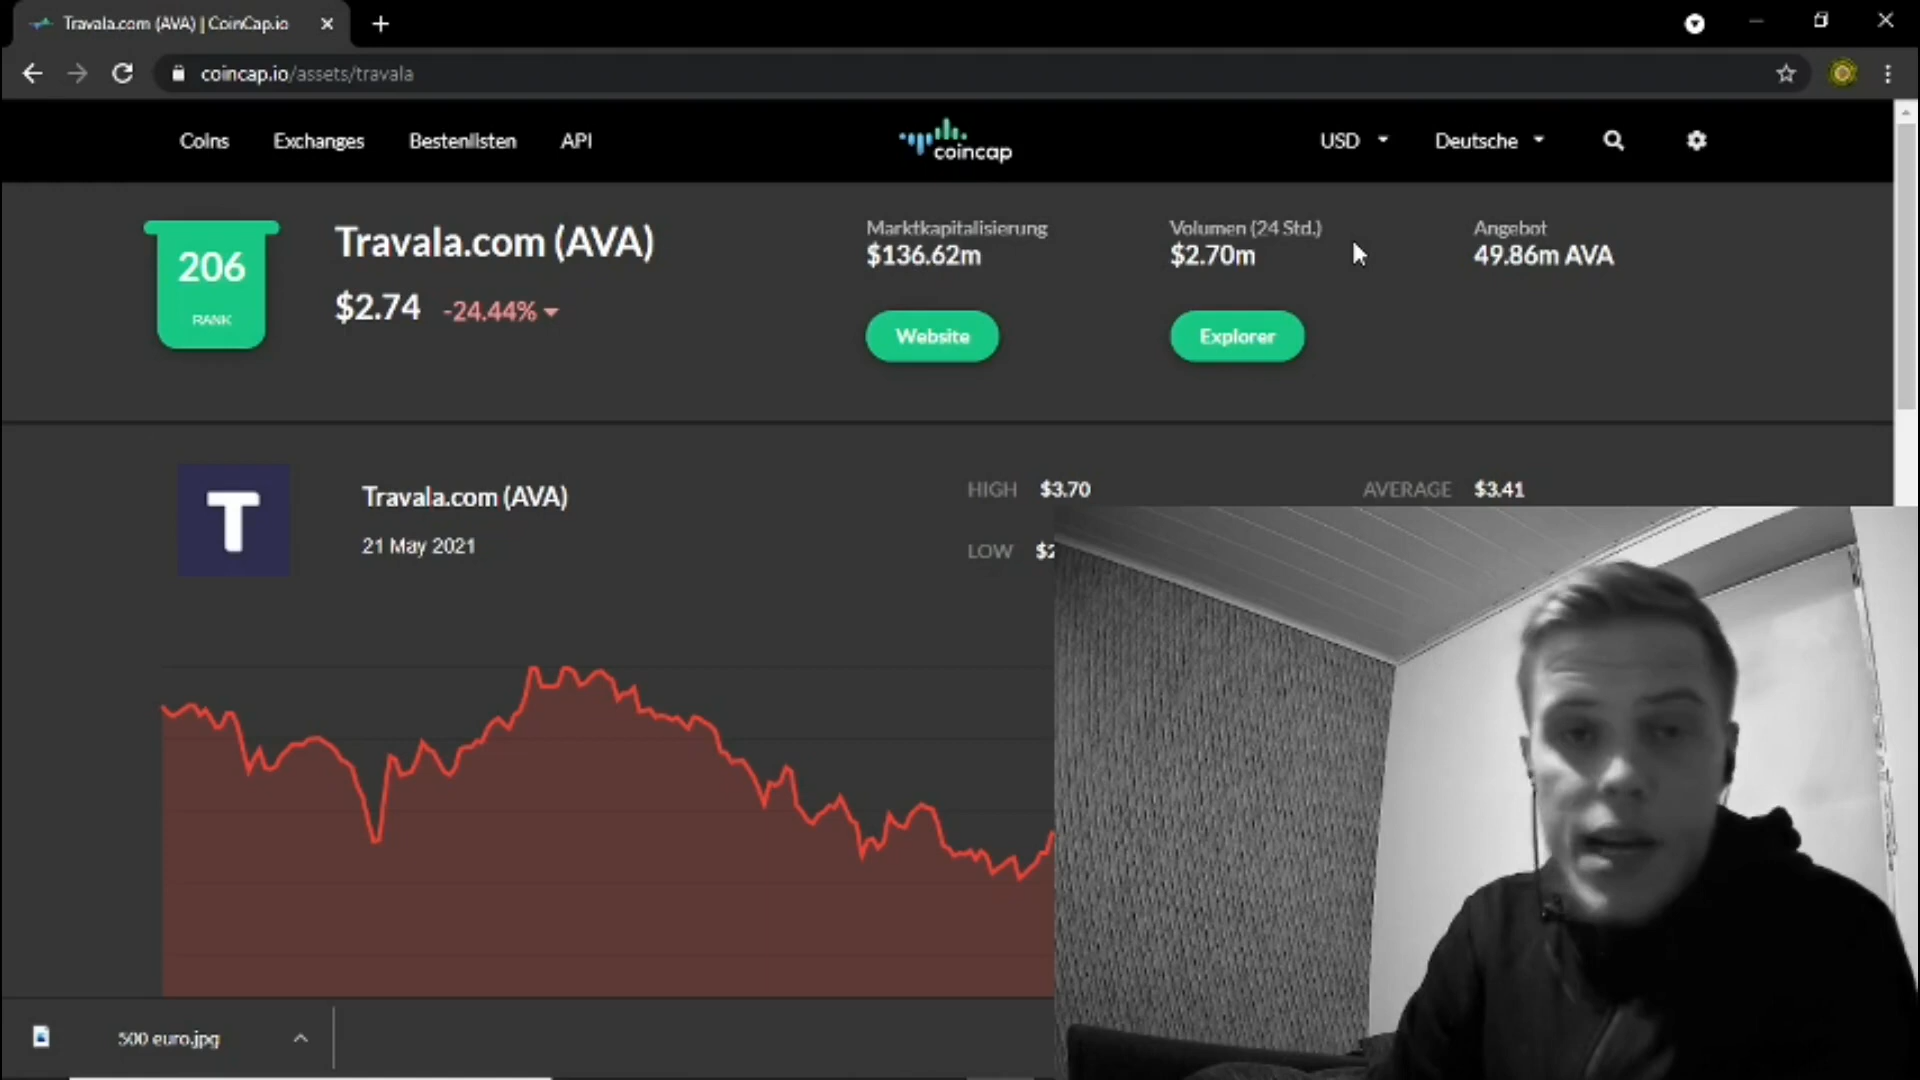 Travala.com (AVA) | CoinCap.io
coincap.io/assets/travala
Coins Exchanges Bestenlisten API coincap USD Deutsche
206
RANK
Travala.com (AVA)
$2.74 -24.44%
Marktkapitalisierung
$136.62m
Volumen (24 Std.)
$2.70m
Angebot
49.86m AVA
Website Explorer
T
Travala.com (AVA)
21 May 2021
HIGH $3.70 AVERAGE $3.41
LOW $2
500 euro.jpg